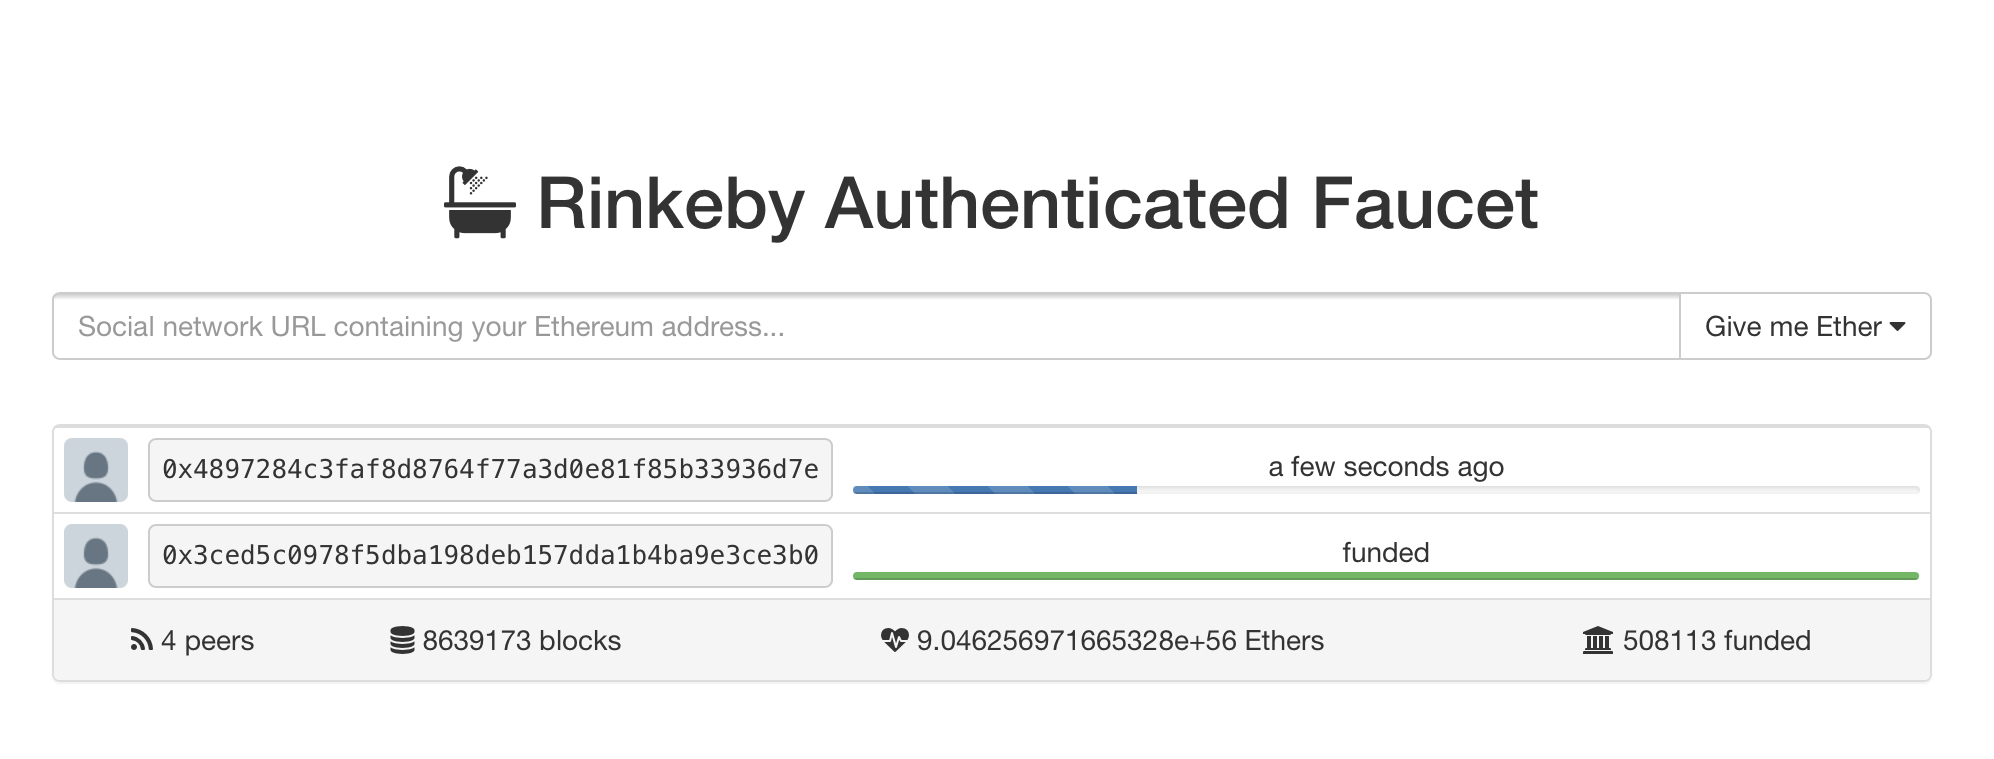 Rinkeby Authenticated Faucet
Social network URL containing your Ethereum address...
Give me Ether
0x4897284c3faf8d8764f77a3d0e81f85b33936d7e
a few seconds ago
0x3ced5c0978f5dba198deb157dda1b4ba9e3ce3b0
funded
4 peers
8639173 blocks
9.046256971665328e+56 Ethers
508113 funded